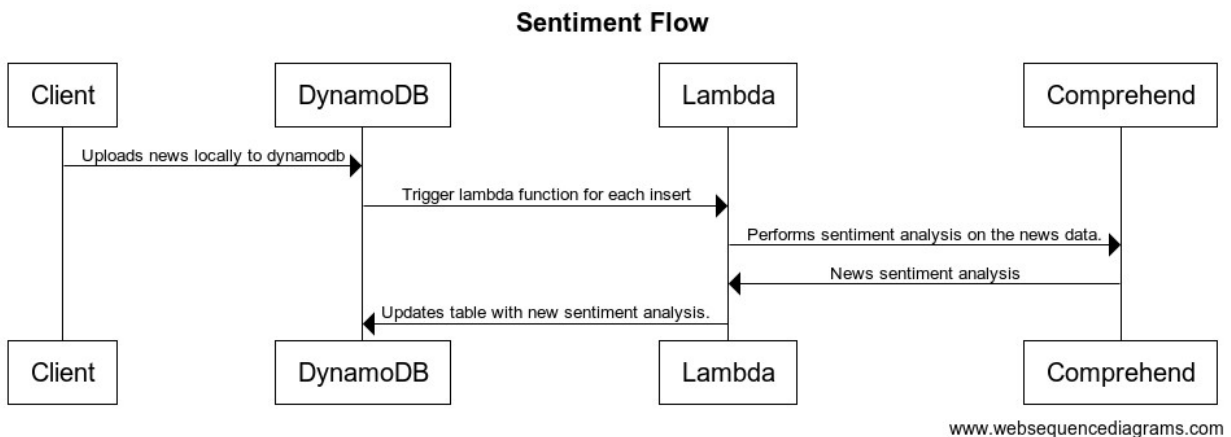 Sentiment Flow
Client
DynamoDB
Lambda
Comprehend
Uploads news locally to dynamodb
Trigger lambda function for each insert
Performs sentiment analysis on the news data.
News sentiment analysis
Updates table with new sentiment analysis.
Client
DynamoDB
Lambda
Comprehend
www.websequencediagrams.com